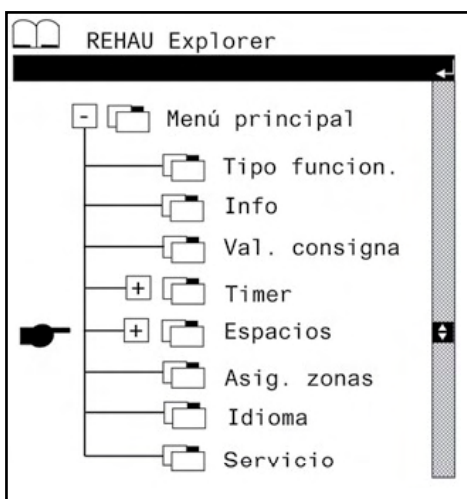 REHAU Explorer
Menú principal
Tipo funcion.
Info
Val. consigna
Timer
Espacios
Asig. zonas
Idioma
Servicio